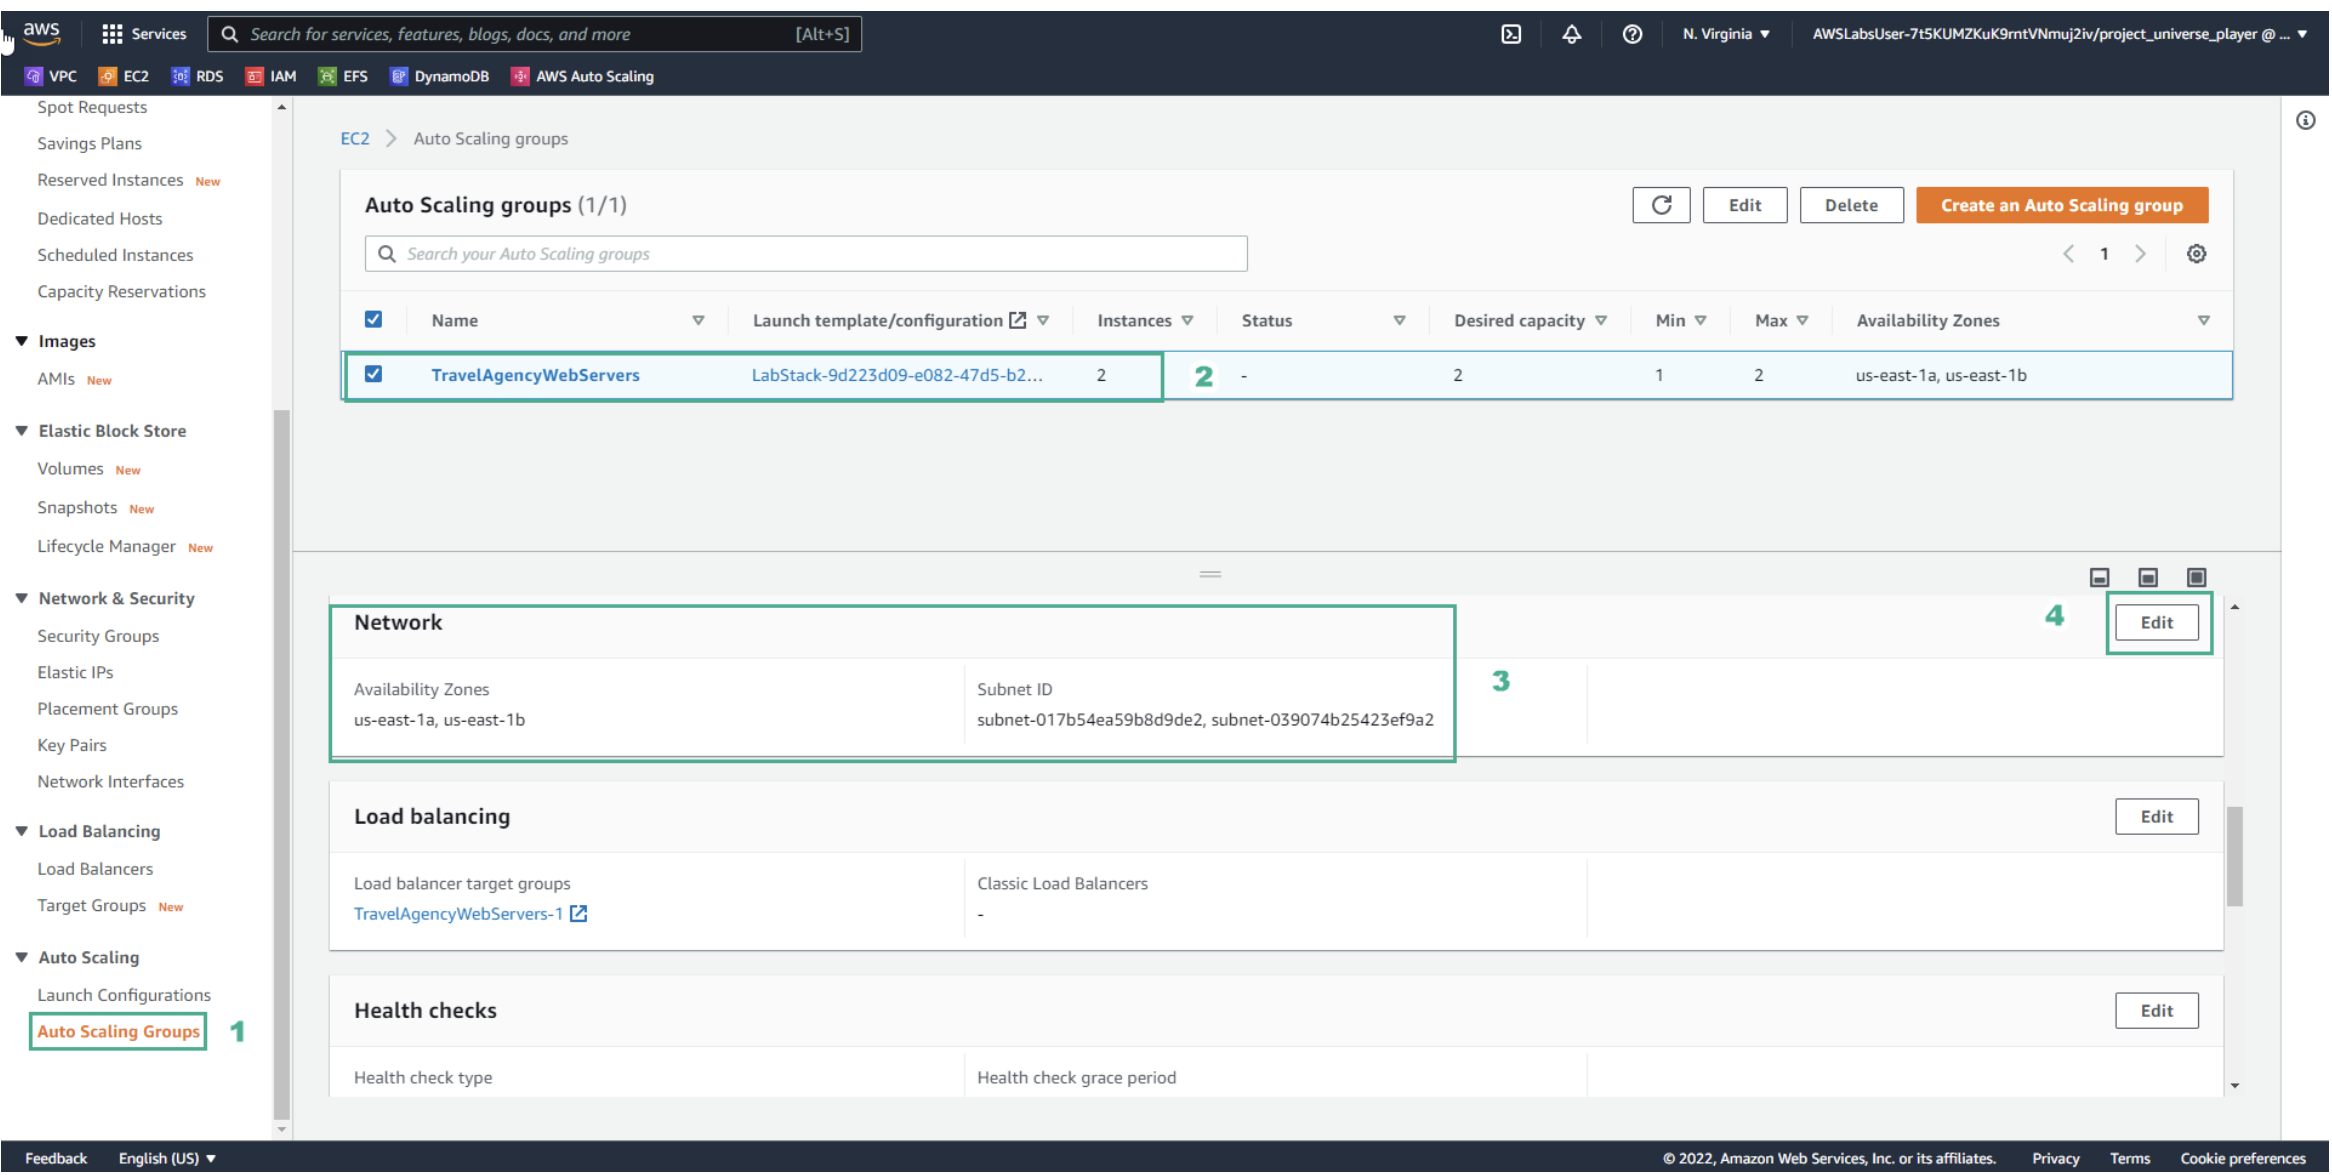 aws
Services
Search for services, features, blogs, docs, and more [Alt+S]
N. Virginia ▼
AWSLabsUser-7t5KUMZKuK9rntVNmuj2iv/project_universe_player @ ... ▼
VPC EC2 RDS IAM EFS DynamoDB AWS Auto Scaling
Spot Requests
Savings Plans
Reserved Instances New
Dedicated Hosts
Scheduled Instances
Capacity Reservations
Images
AMIs New
Elastic Block Store
Volumes New
Snapshots New
Lifecycle Manager New
Network & Security
Security Groups
Elastic IPs
Placement Groups
Key Pairs
Network Interfaces
Load Balancing
Load Balancers
Target Groups New
Auto Scaling
Launch Configurations
Auto Scaling Groups 1
EC2 > Auto Scaling groups
Auto Scaling groups (1/1)
Edit Delete Create an Auto Scaling group
Search your Auto Scaling groups
< 1 >
Name Launch template/configuration Instances Status Desired capacity Min Max Availability Zones
TravelAgencyWebServers LabStack-9d223d09-e082-47d5-b2... 2 2 - 2 1 2 us-east-1a, us-east-1b
Network 4 Edit
Availability Zones Subnet ID 3
us-east-1a, us-east-1b subnet-017b54ea59b8d9de2, subnet-039074b25423ef9a2
Load balancing Edit
Load balancer target groups Classic Load Balancers
TravelAgencyWebServers-1 -
Health checks Edit
Health check type Health check grace period
Feedback English (US) ▼ © 2022, Amazon Web Services, Inc. or its affiliates. Privacy Terms Cookie preferences